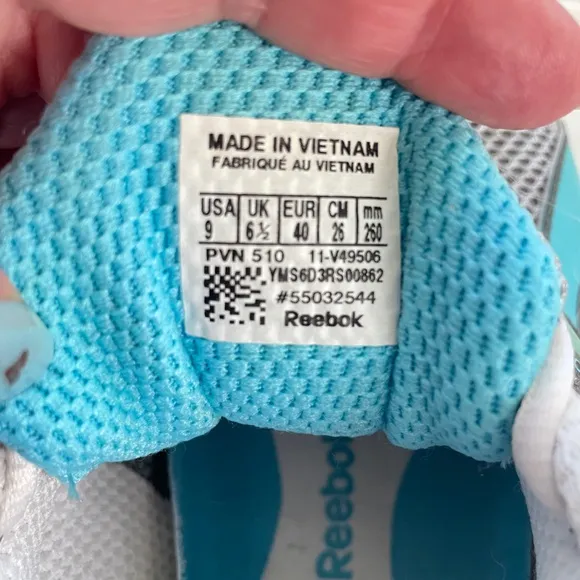 MADE IN VIETNAM
FABRIQUÉ AU VIETNAM
USA UK EUR CM mm
9 6½ 40 26 260
PVN 510 11-V49506
YMS6D3RS00862
#55032544
Reebok
Reebok